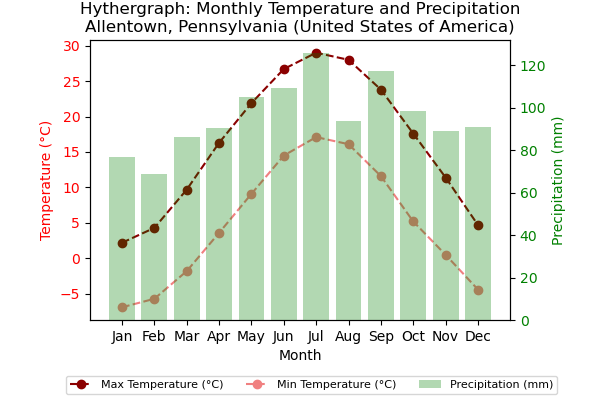 Hythergraph: Monthly Temperature and Precipitation
Allentown, Pennsylvania (United States of America)
30
25
20
15
10
5
0
−5
Temperature (°C)
120
100
80
60
40
20
0
Precipitation (mm)
Jan Feb Mar Apr May Jun Jul Aug Sep Oct Nov Dec
Month
Max Temperature (°C) Min Temperature (°C) Precipitation (mm)